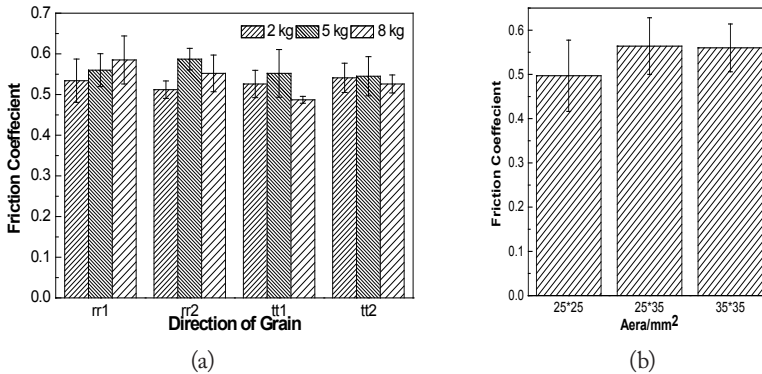 2 kg 5 kg 8 kg
Friction Coeffecient
0.7
0.6
0.5
0.4
0.3
0.2
0.1
0.0
rr1 rr2 tt1 tt2
Direction of Grain
(a)
Friction Coeffecient
0.6
0.5
0.4
0.3
0.2
0.1
0.0
25*25 25*35 35*35
Aera/mm²
(b)